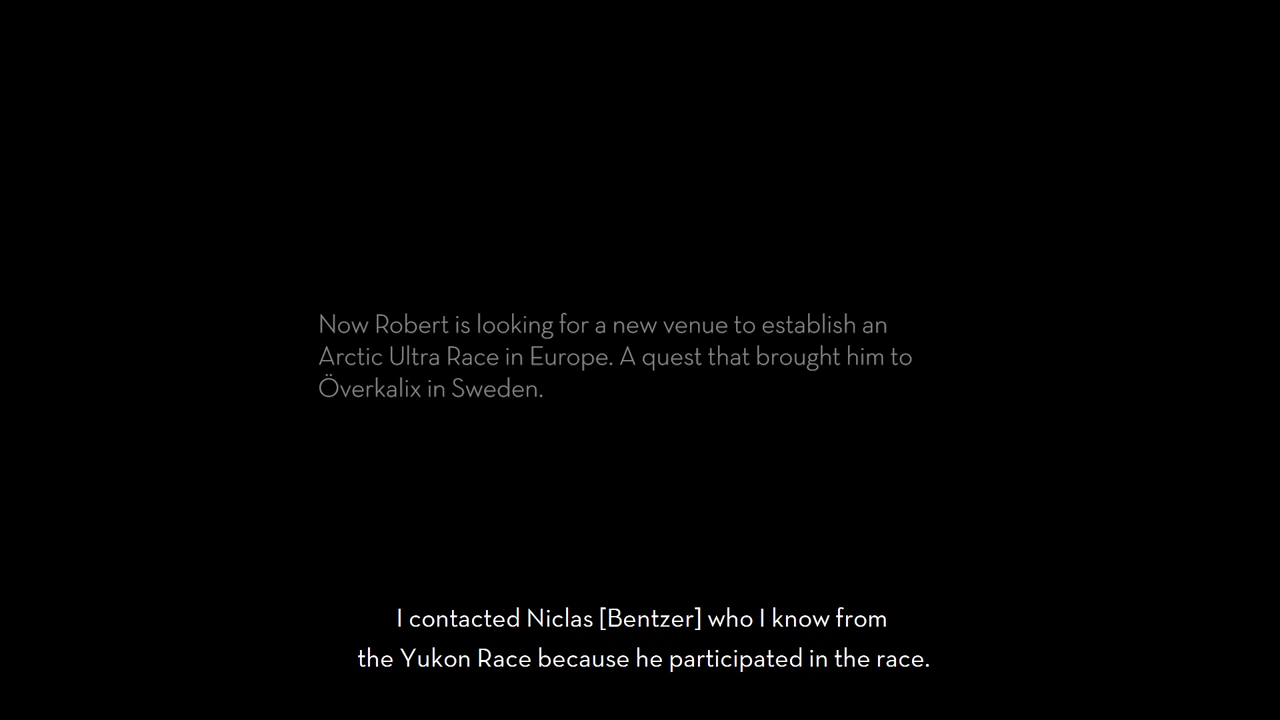 Now Robert is looking for a new venue to establish an
Arctic Ultra Race in Europe. A quest that brought him to
Överkalix in Sweden.
I contacted Niclas [Bentzer] who I know from
the Yukon Race because he participated in the race.